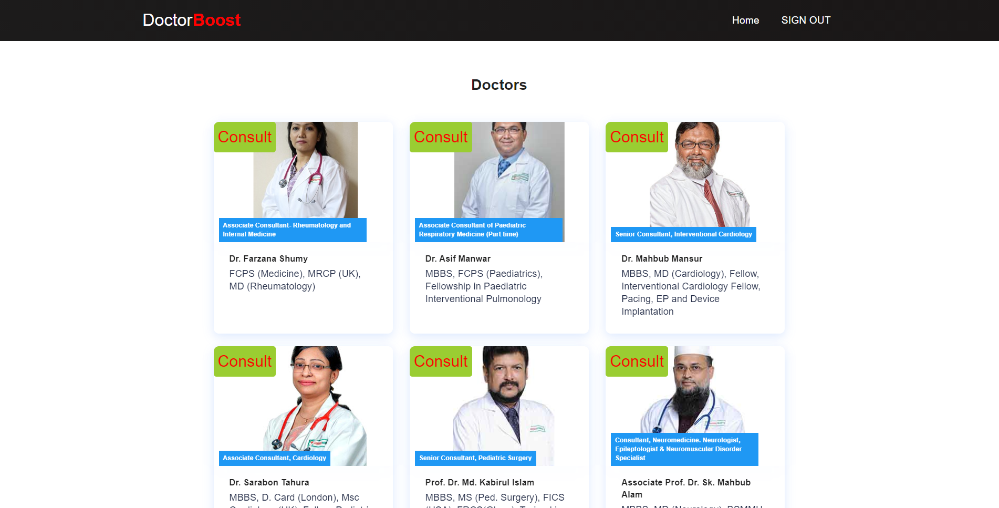 DoctorBoost
Home
SIGN OUT
Doctors
Consult
Associate Consultant- Rheumatology and
Internal Medicine
Dr. Farzana Shumy
FCPS (Medicine), MRCP (UK),
MD (Rheumatology)
Consult
Associate Consultant of Paediatric
Respiratory Medicine (Part time)
Dr. Asif Manwar
MBBS, FCPS (Paediatrics),
Fellowship in Paediatric
Interventional Pulmonology
Consult
Senior Consultant, Interventional Cardiology
Dr. Mahbub Mansur
MBBS, MD (Cardiology), Fellow,
Interventional Cardiology Fellow,
Pacing, EP and Device
Implantation
Consult
Associate Consultant, Cardiology
Dr. Sarabon Tahura
MBBS, D. Card (London), Msc
Consult
Senior Consultant, Pediatric Surgery
Prof. Dr. Md. Kabirul Islam
MBBS, MS (Ped. Surgery), FICS
Consult
Consultant, Neuromedicine. Neurologist,
Epileptologist & Neuromuscular Disorder
Specialist
Associate Prof. Dr. Sk. Mahbub
Alam